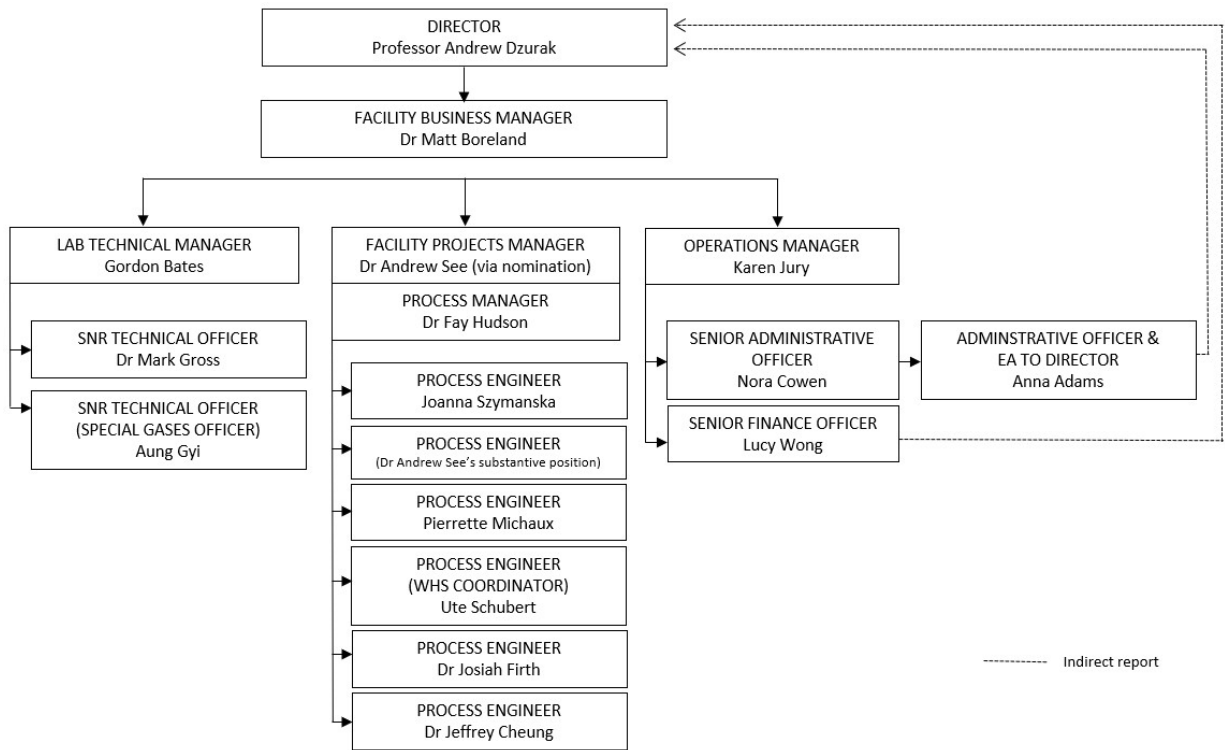 DIRECTOR
Professor Andrew Dzurak
FACILITY BUSINESS MANAGER
Dr Matt Boreland
LAB TECHNICAL MANAGER
Gordon Bates
SNR TECHNICAL OFFICER
Dr Mark Gross
SNR TECHNICAL OFFICER
(SPECIAL GASES OFFICER)
Aung Gyi
FACILITY PROJECTS MANAGER
Dr Andrew See (via nomination)
PROCESS MANAGER
Dr Fay Hudson
PROCESS ENGINEER
Joanna Szymanska
PROCESS ENGINEER
(Dr Andrew See's substantive position)
PROCESS ENGINEER
Pierrette Michaux
PROCESS ENGINEER
(WHS COORDINATOR)
Ute Schubert
PROCESS ENGINEER
Dr Josiah Firth
PROCESS ENGINEER
Dr Jeffrey Cheung
OPERATIONS MANAGER
Karen Jury
SENIOR ADMINISTRATIVE
OFFICER
Nora Cowen
ADMINSTRATIVE OFFICER &
EA TO DIRECTOR
Anna Adams
SENIOR FINANCE OFFICER
Lucy Wong
Indirect report